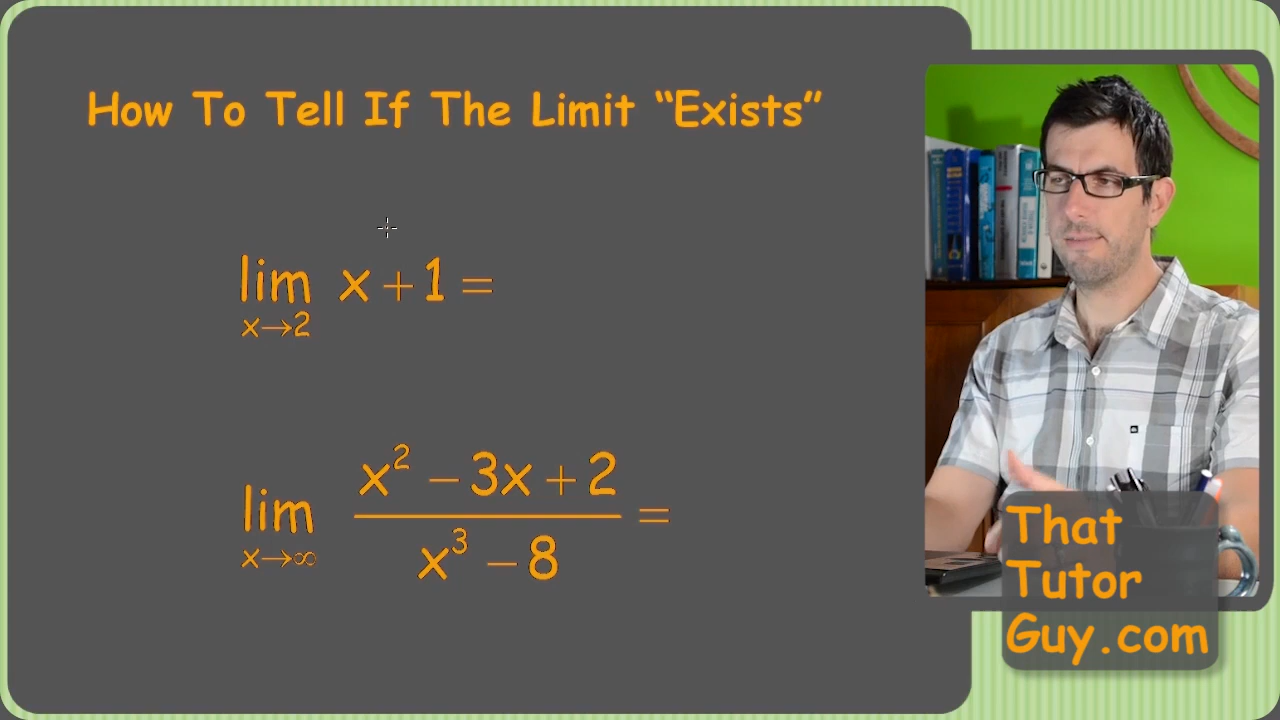 How To Tell If The Limit “Exists”
lim x→2 x + 1 =
lim x→∞ (x² − 3x + 2)/(x³ − 8) =
That
Tutor
Guy.com